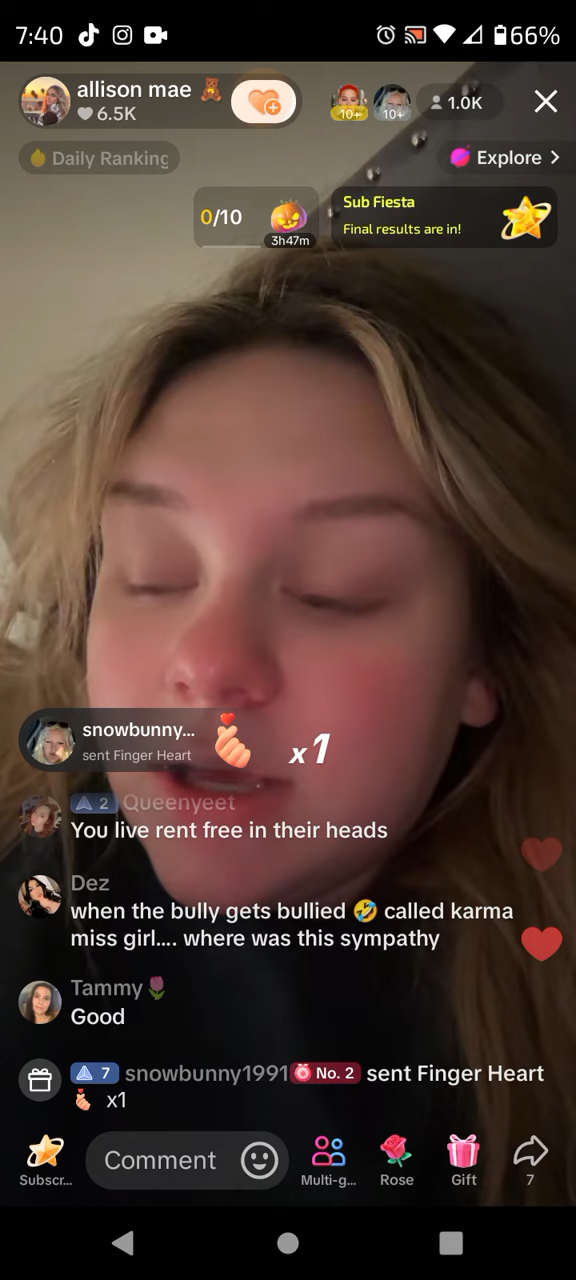 7:40
66%
allison mae
6.5K
10+
10+
1.0K
Daily Ranking
Explore
0/10
3h47m
Sub Fiesta
Final results are in!
snowbunny...
sent Finger Heart
x1
2 Queenyeet
You live rent free in their heads
Dez
when the bully gets bullied 🤣 called karma
miss girl.... where was this sympathy
Tammy🌷
Good
7 snowbunny1991 No. 2 sent Finger Heart
x1
Comment
Subscr...
Multi-g...
Rose
Gift
7